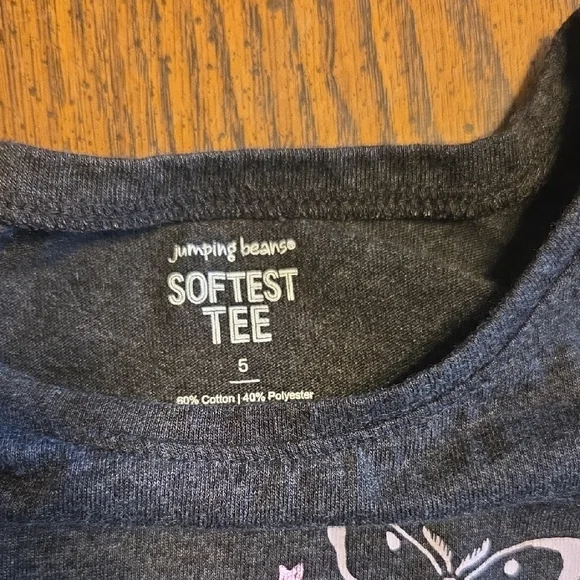 jumping beans®
SOFTEST
TEE
5
60% Cotton | 40% Polyester